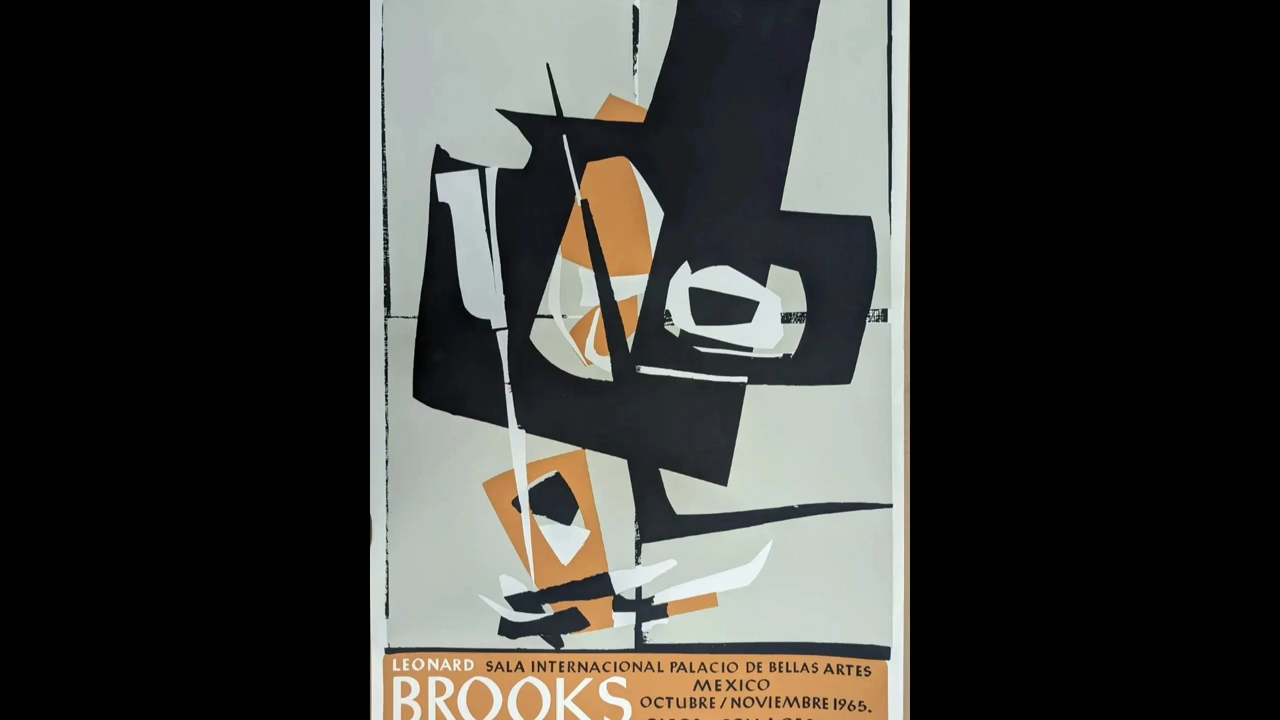 LEONARD SALA INTERNACIONAL PALACIO DE BELLAS ARTES
BROOKS MEXICO
OCTUBRE / NOVIEMBRE 1965.